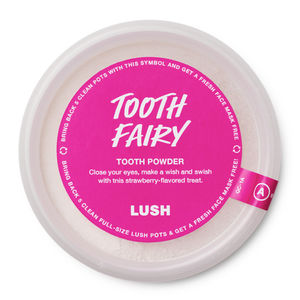 BRING BACK 5 CLEAN POTS WITH THIS SYMBOL AND GET A FRESH FACE MASK FREE
TOOTH
FAIRY
TOOTH POWDER
Close your eyes, make a wish and swish
with this strawberry-flavored treat.
LUSH
A
BRING BACK 5 CLEAN FULL-SIZE LUSH POTS & GET A FRESH FACE MASK FREE!